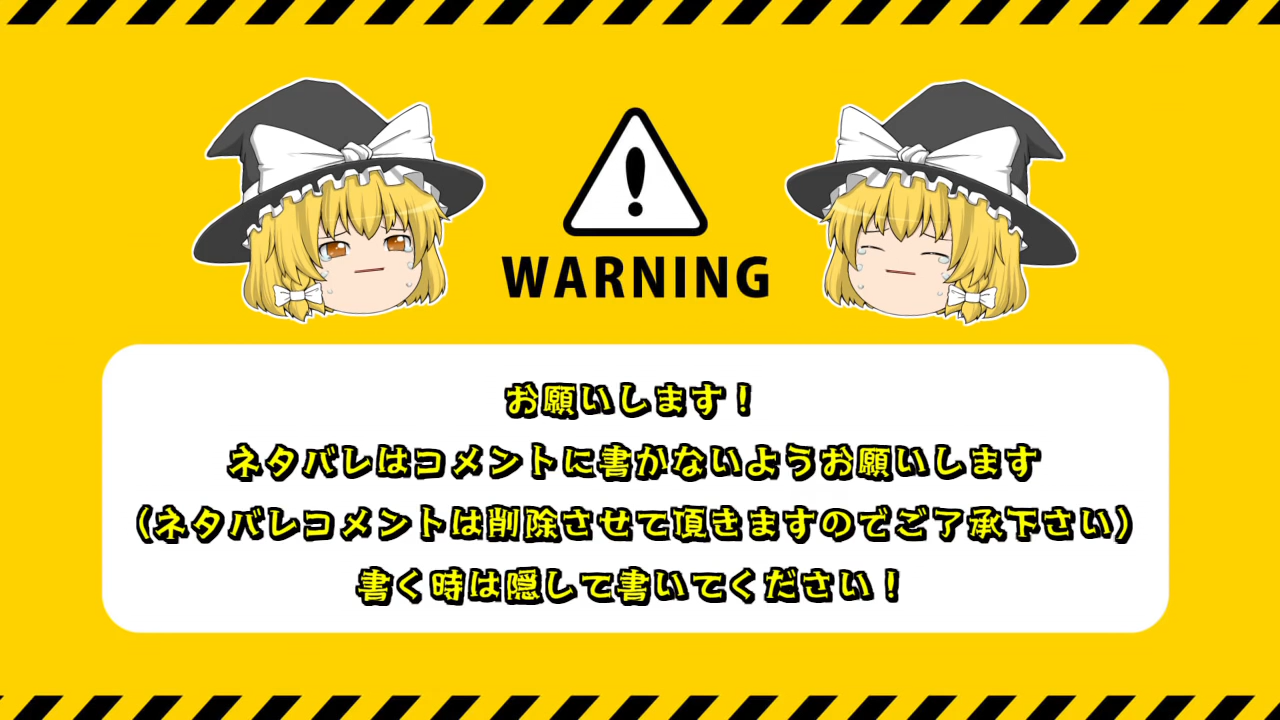 WARNING
お願いします！
ネタバレはコメントに書かないようお願いします
（ネタバレコメントは削除させて頂きますのでご了承下さい）
書く時は隠して書いてください！